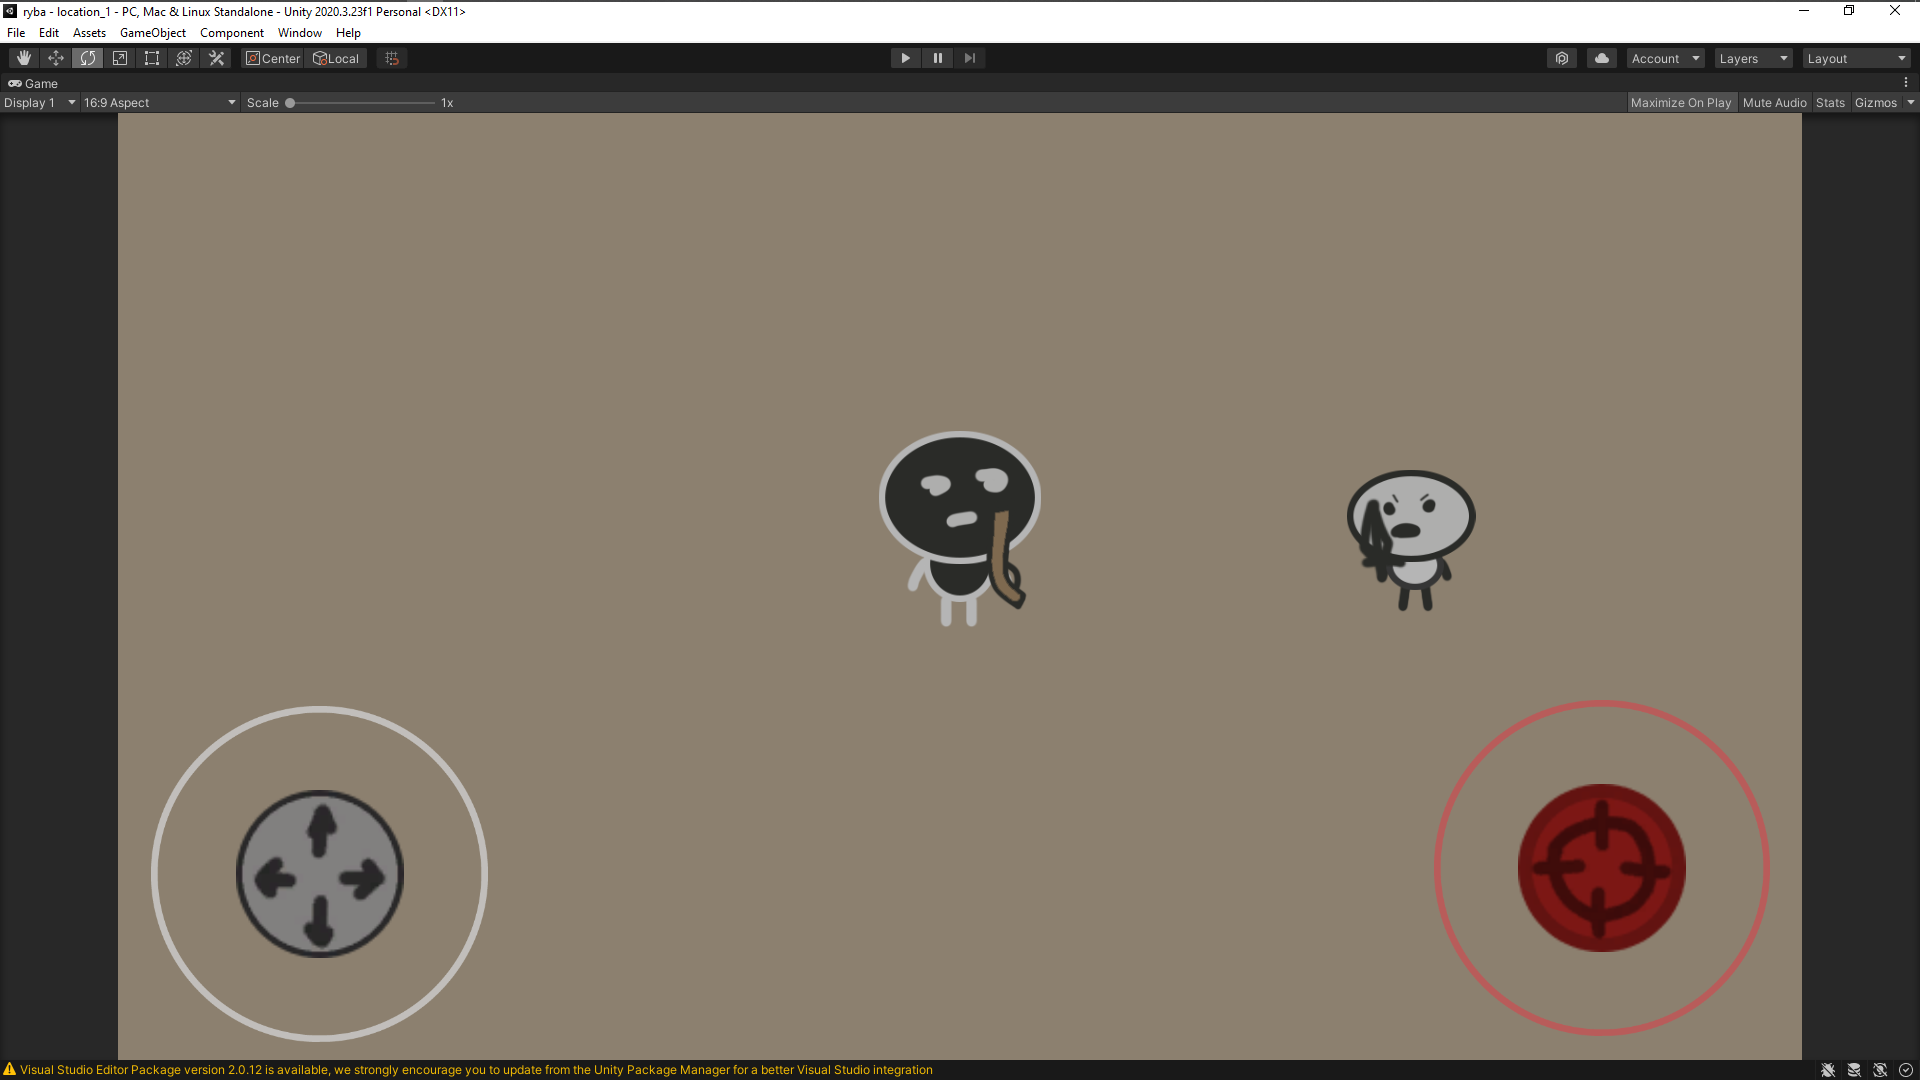 ryba - location_1 - PC, Mac & Linux Standalone - Unity 2020.3.23f1 Personal <DX11>
File Edit Assets GameObject Component Window Help
Center Local Account Layers Layout
Game
Display 1 16:9 Aspect Scale 1x Maximize On Play Mute Audio Stats Gizmos
Visual Studio Editor Package version 2.0.12 is available, we strongly encourage you to update from the Unity Package Manager for a better Visual Studio integration